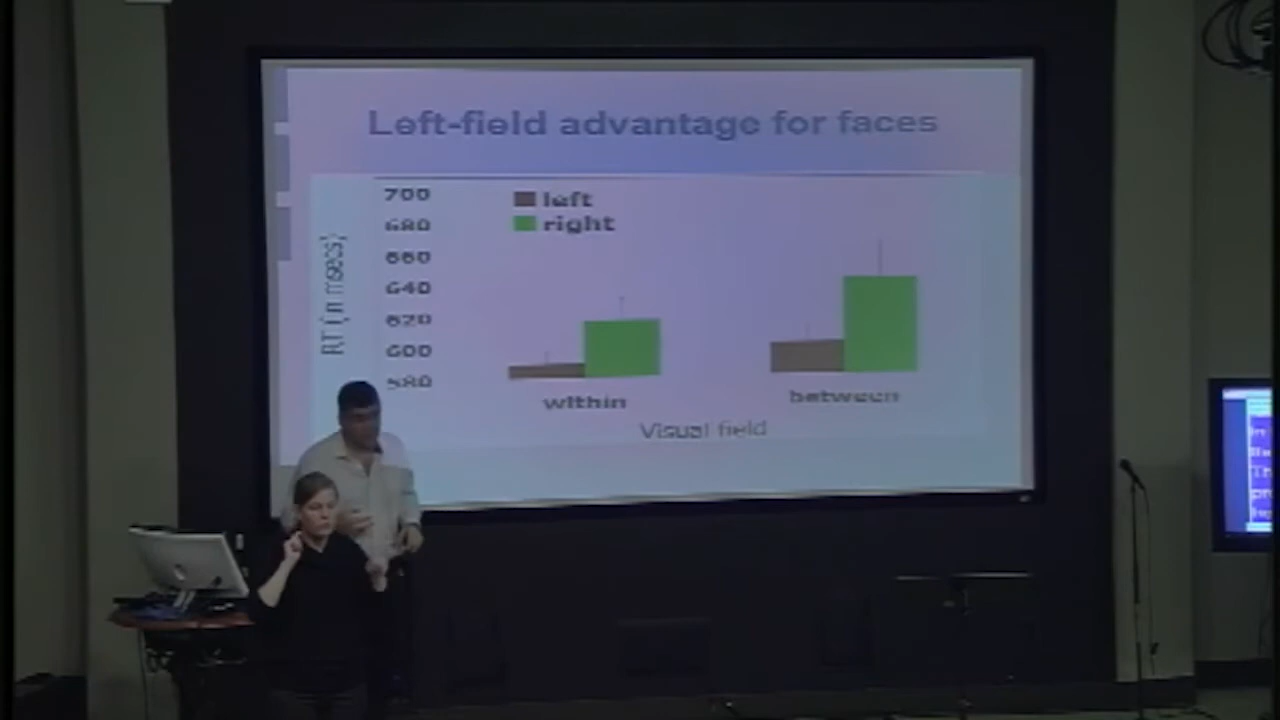 Left-field advantage for faces
700
680
660
640
620
600
580
left
right
RT (in msecs)
within
between
Visual field